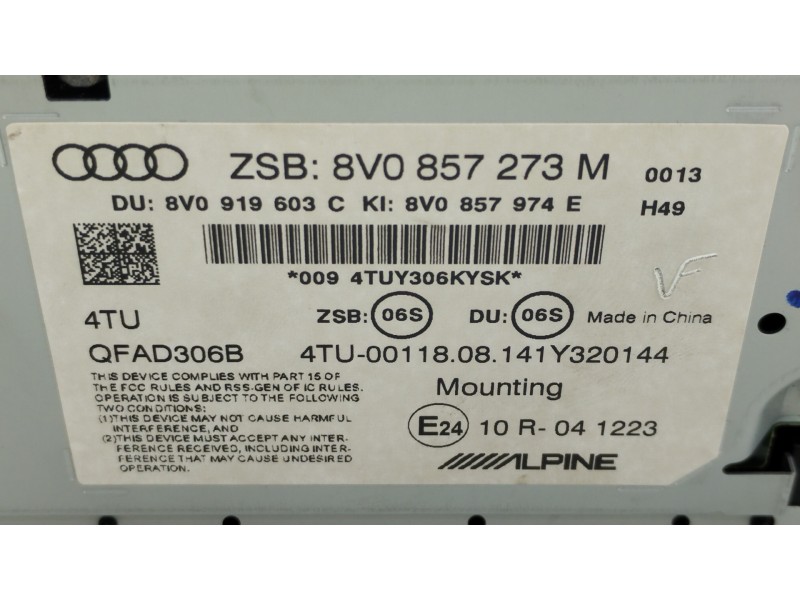 ZSB: 8V0 857 273 M 0013
DU: 8V0 919 603 C KI: 8V0 857 974 E H49
*009 4TUY306KYSK*
VF
4TU ZSB: 06S DU: 06S Made in China
QFAD306B 4TU-00118.08.141Y320144
THIS DEVICE COMPLIES WITH PART 15 OF
THE FCC RULES AND RSS-GEN OF IC RULES.
OPERATION IS SUBJECT TO THE FOLLOWING
TWO CONDITIONS:
(1)THIS DEVICE MAY NOT CAUSE HARMFUL
INTERFERENCE, AND
(2)THIS DEVICE MUST ACCEPT ANY INTER-
FERENCE RECEIVED, INCLUDING INTER-
FERENCE THAT MAY CAUSE UNDESIRED
OPERATION.
Mounting
E24 10 R- 04 1223
ALPINE